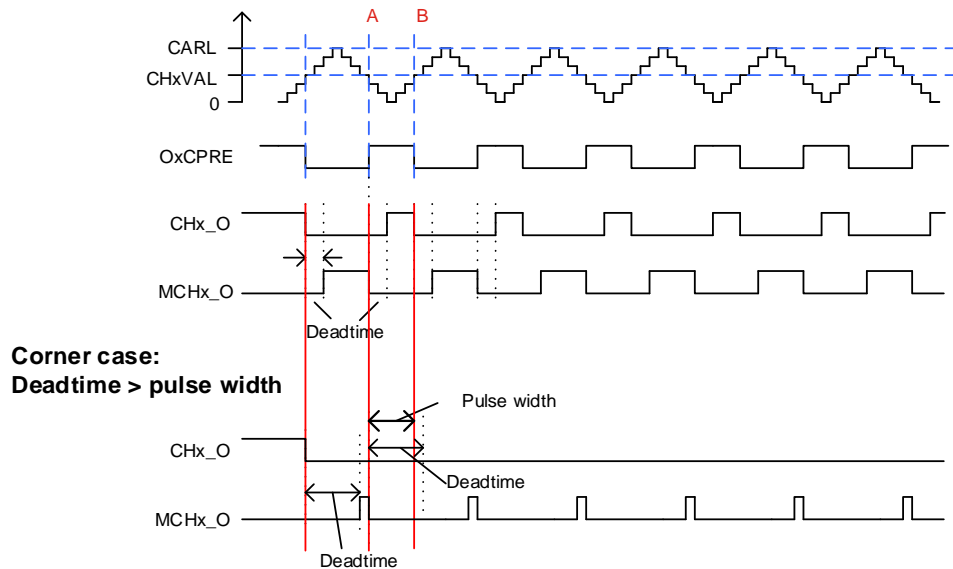 A B
CARL
CHxVAL
0
OxCPRE
CHx_O
MCHx_O
Deadtime
Corner case:
Deadtime > pulse width
Pulse width
CHx_O
Deadtime
MCHx_O
Deadtime